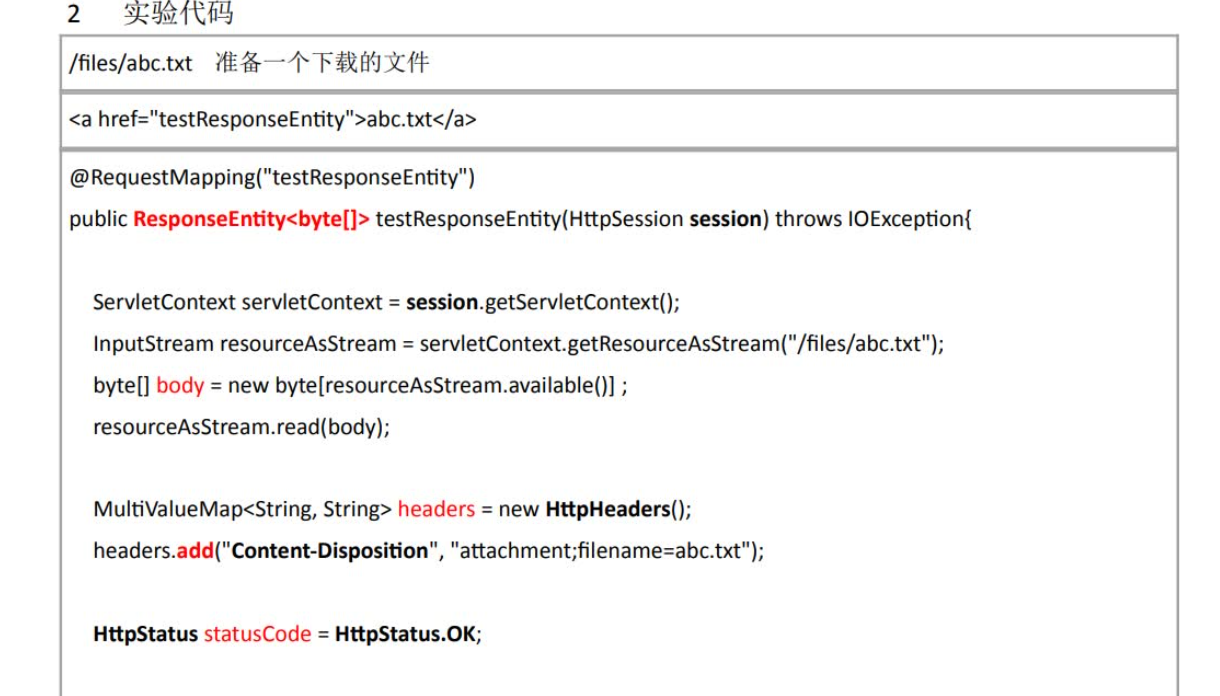 2 实验代码
/files/abc.txt 准备一个下载的文件
<a href="testResponseEntity">abc.txt</a>
@RequestMapping("testResponseEntity")
public ResponseEntity<byte[]> testResponseEntity(HttpSession session) throws IOException{
ServletContext servletContext = session.getServletContext();
InputStream resourceAsStream = servletContext.getResourceAsStream("/files/abc.txt");
byte[] body = new byte[resourceAsStream.available()] ;
resourceAsStream.read(body);
MultiValueMap<String, String> headers = new HttpHeaders();
headers.add("Content-Disposition", "attachment;filename=abc.txt");
HttpStatus statusCode = HttpStatus.OK;